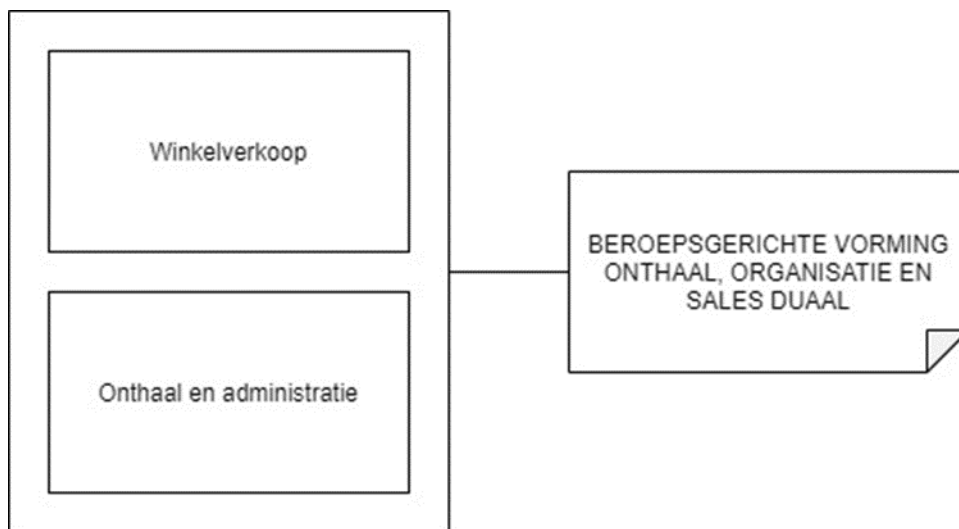 Winkelverkoop
Onthaal en administratie
BEROEPSGERICHTE VORMING
ONTHAAL, ORGANISATIE EN
SALES DUAAL